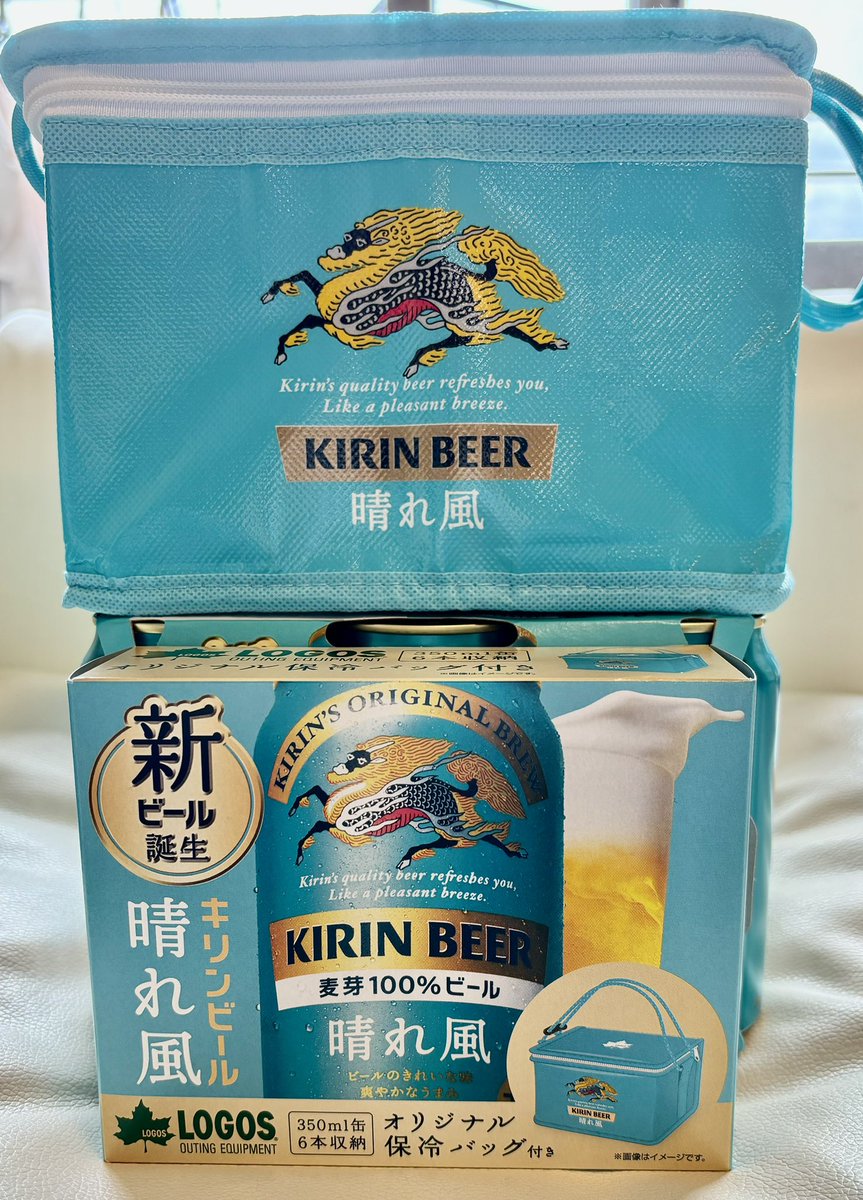 Kirin's quality beer refreshes you,
Like a pleasant breeze.
KIRIN BEER
晴れ風
LOGOS
OUTING EQUIPMENT
350ml缶
6本収納
オリジナル保冷バッグ付き
※画像はイメージです。
新
ビール
誕生
キリンビール
晴れ風
KIRIN'S ORIGINAL BREW
Kirin's quality beer refreshes you,
Like a pleasant breeze.
KIRIN BEER
麦芽100%ビール
晴れ風
ビールのきれいな味
爽やかなうまみ
KIRIN BEER
晴れ風
LOGOS
LOGOS
OUTING EQUIPMENT
350ml缶
6本収納
オリジナル
保冷バッグ付き
※画像はイメージです。